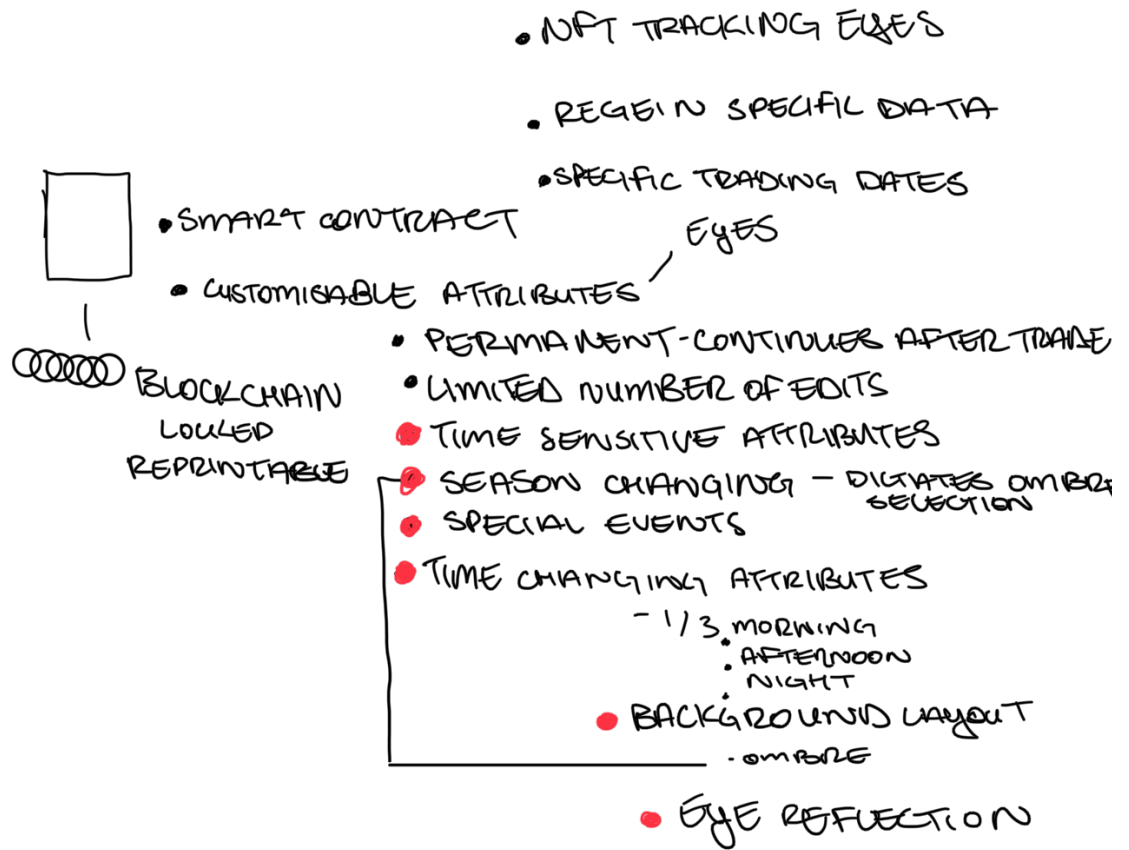 • NFT TRACKING EYES
• REGEIN SPECIFIC DATA
• SPECIFIC TRADING DATES
• SMART CONTRACT
EYES
• CUSTOMISABLE ATTRIBUTES
• PERMANENT-CONTINUES AFTER TRADE
• LIMITED NUMBER OF EDITS
BLOCKCHAIN
LOCKED
REPRINTABLE
• TIME SENSITIVE ATTRIBUTES
• SEASON CHANGING - DICTATES OMBRE
SELECTION
• SPECIAL EVENTS
• TIME CHANGING ATTRIBUTES
- 1/3 MORNING
• AFTERNOON
• NIGHT
• BACKGROUND LAYOUT
- OMBRE
• EYE REFLECTION